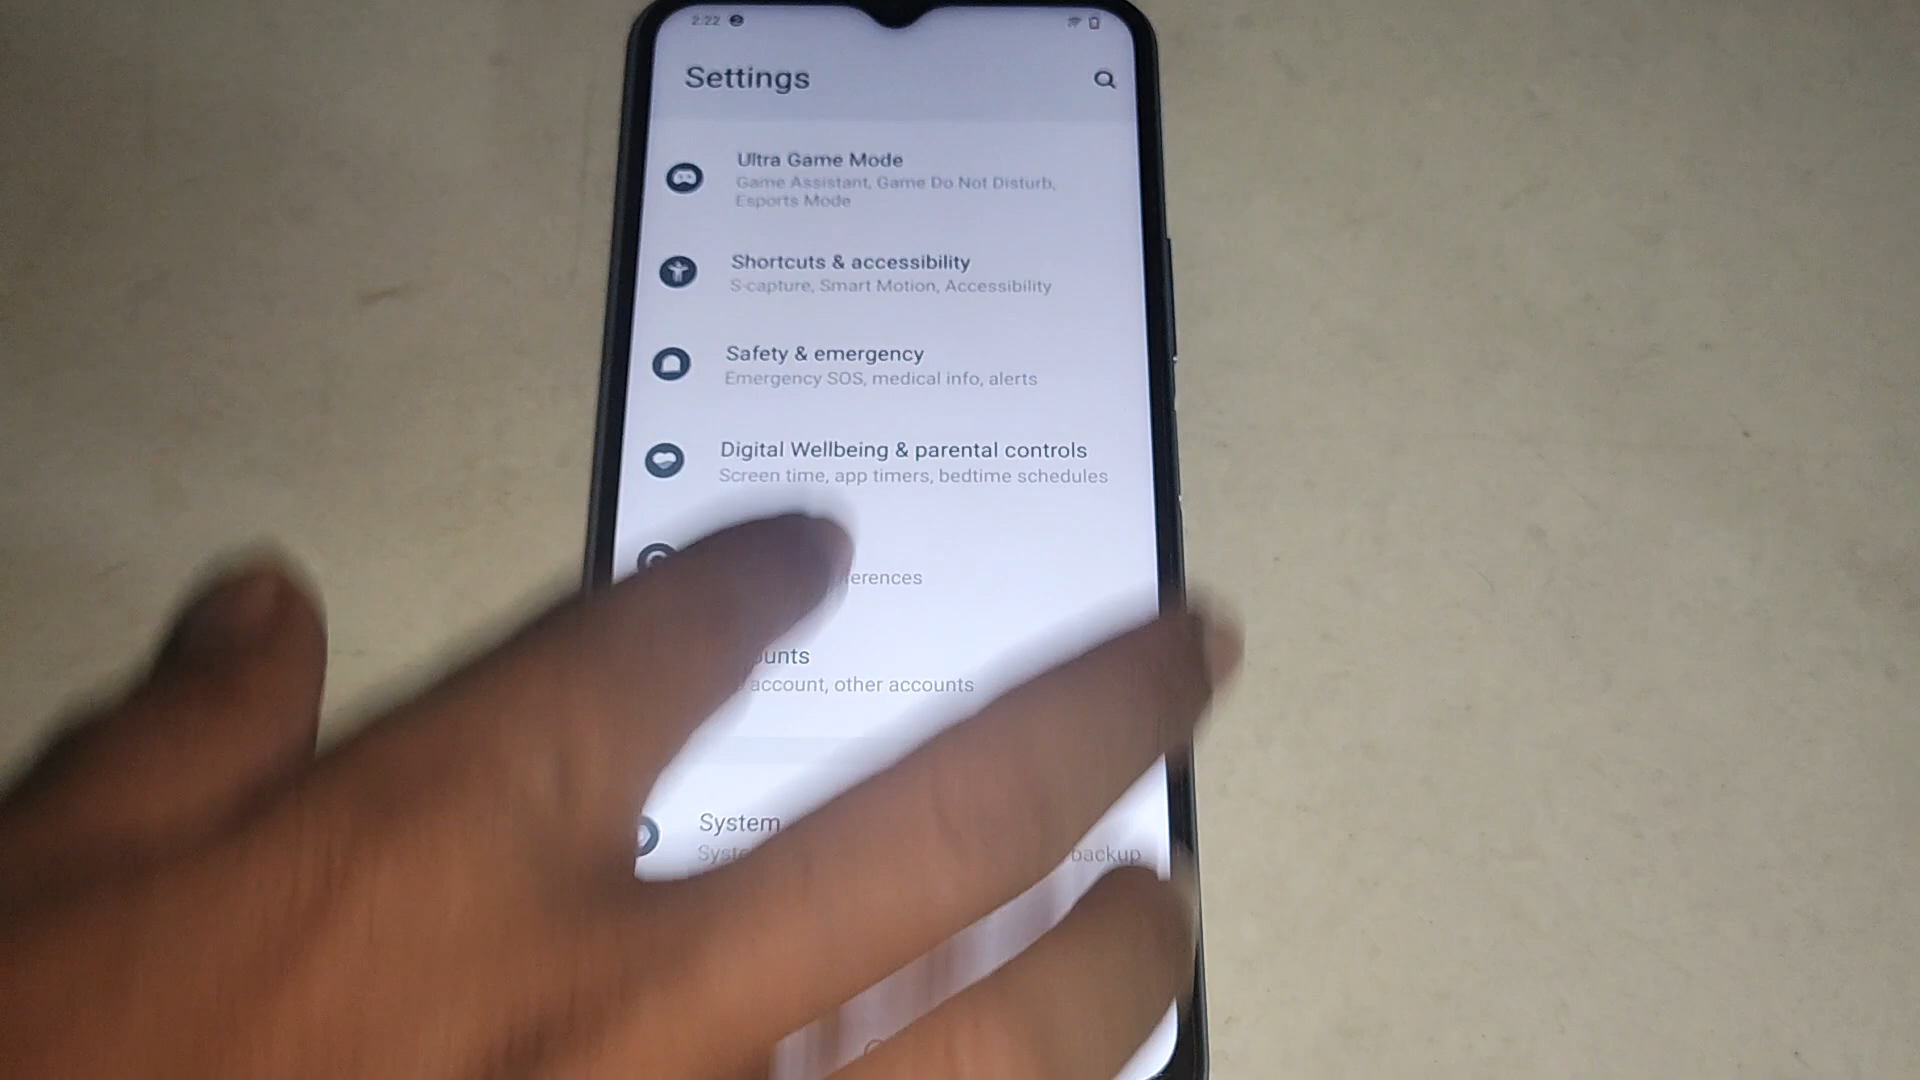 2:22
Settings
Ultra Game Mode
Game Assistant, Game Do Not Disturb,
Esports Mode
Shortcuts & accessibility
S-capture, Smart Motion, Accessibility
Safety & emergency
Emergency SOS, medical info, alerts
Digital Wellbeing & parental controls
Screen time, app timers, bedtime schedules
account, other accounts
System
backup